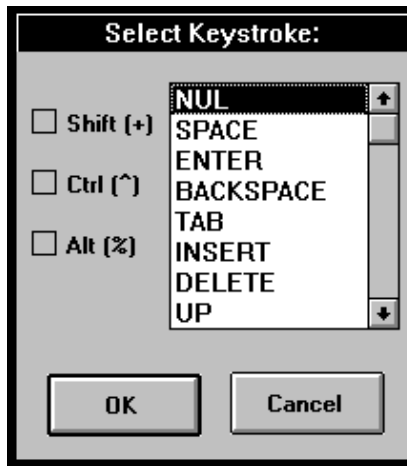 Select Keystroke:
Shift (+)
Ctrl (^)
Alt (%)
NUL
SPACE
ENTER
BACKSPACE
TAB
INSERT
DELETE
UP
OK
Cancel